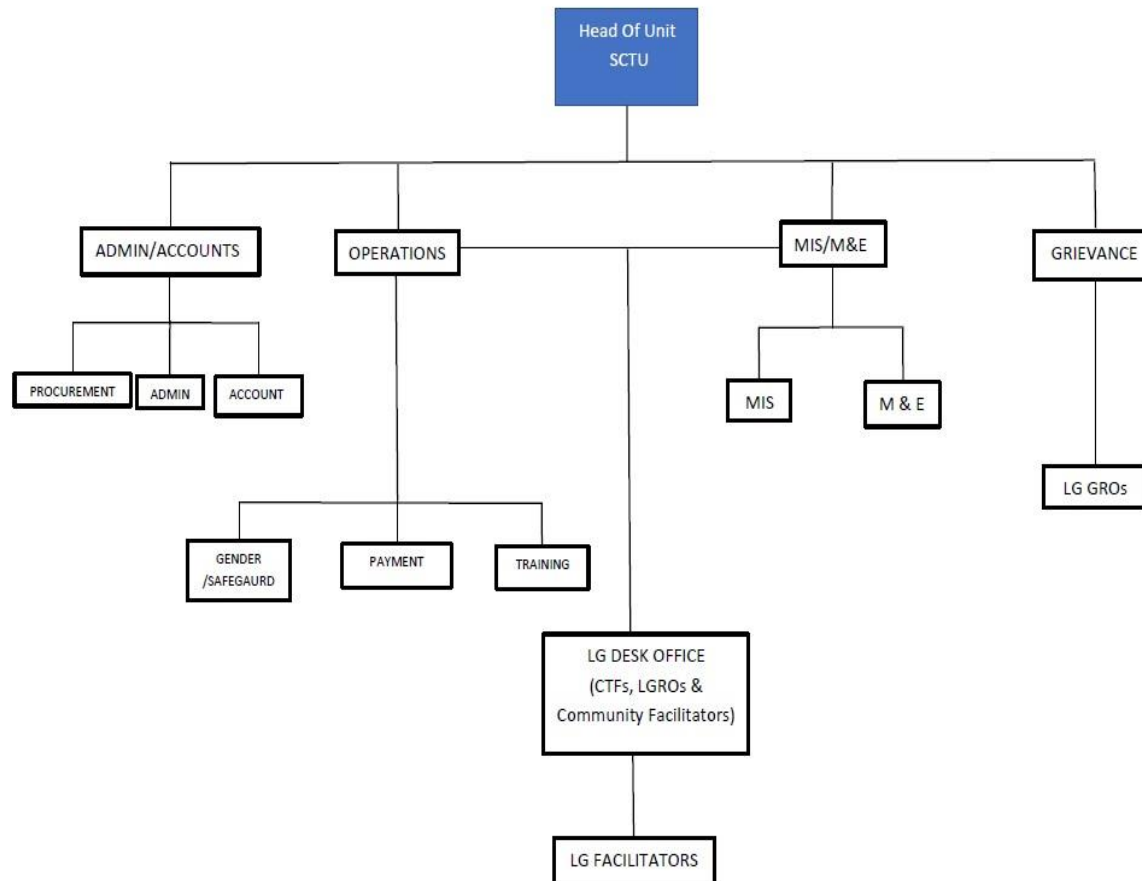 Head Of Unit
SCTU
ADMIN/ACCOUNTS
OPERATIONS
MIS/M&E
GRIEVANCE
PROCUREMENT
ADMIN
ACCOUNT
MIS
M & E
LG GROs
GENDER
/SAFEGAURD
PAYMENT
TRAINING
LG DESK OFFICE
(CTFs, LGROs &
Community Facilitators)
LG FACILITATORS